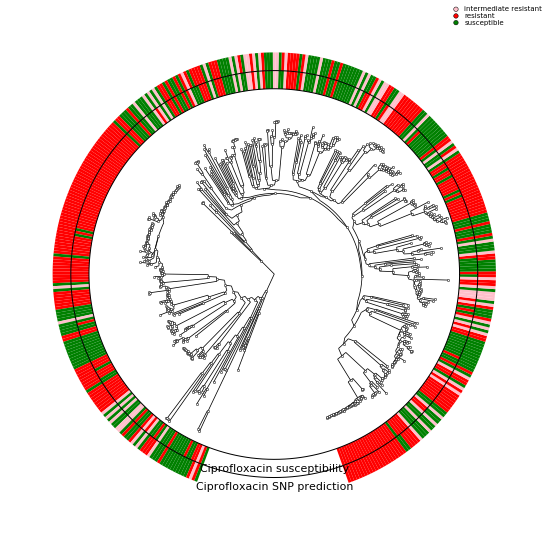 intermediate resistant
resistant
susceptible
Ciprofloxacin susceptibility
Ciprofloxacin SNP prediction